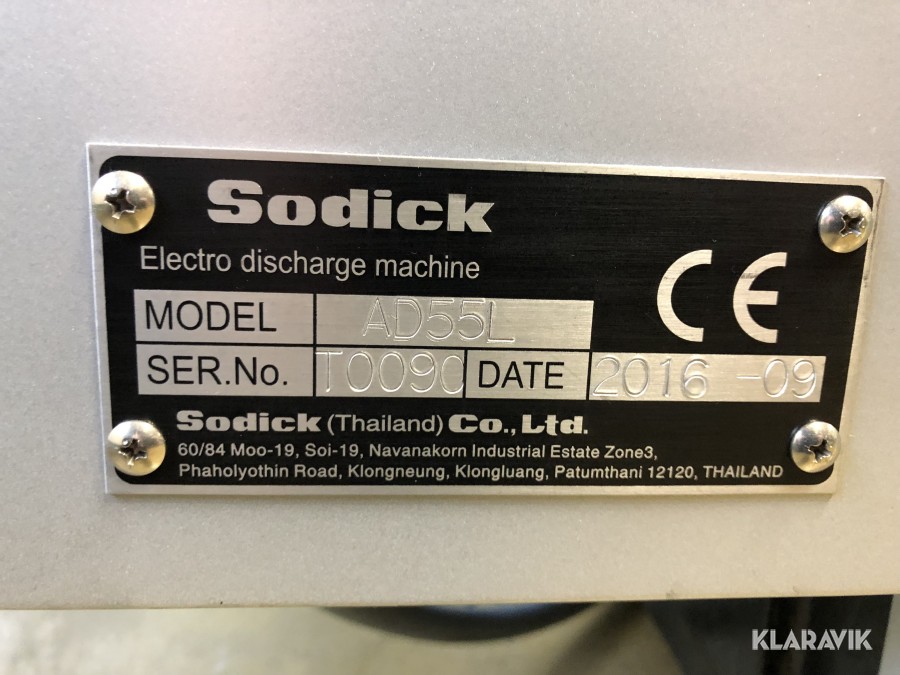 Sodick
Electro discharge machine
CE
MODEL AD55L
SER.No. T0090 DATE 2016 -09
Sodick (Thailand) Co., Ltd.
60/84 Moo-19, Soi-19, Navanakorn Industrial Estate Zone3,
Phaholyothin Road, Klongneung, Klongluang, Patumthani 12120, THAILAND
KLARAVIK